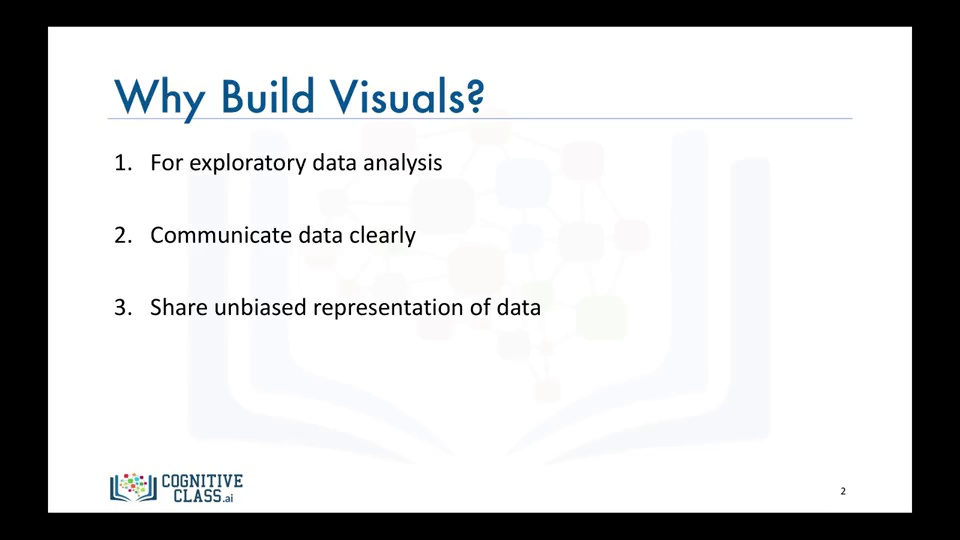 Why Build Visuals?
1. For exploratory data analysis
2. Communicate data clearly
3. Share unbiased representation of data
COGNITIVE
CLASS.ai
2